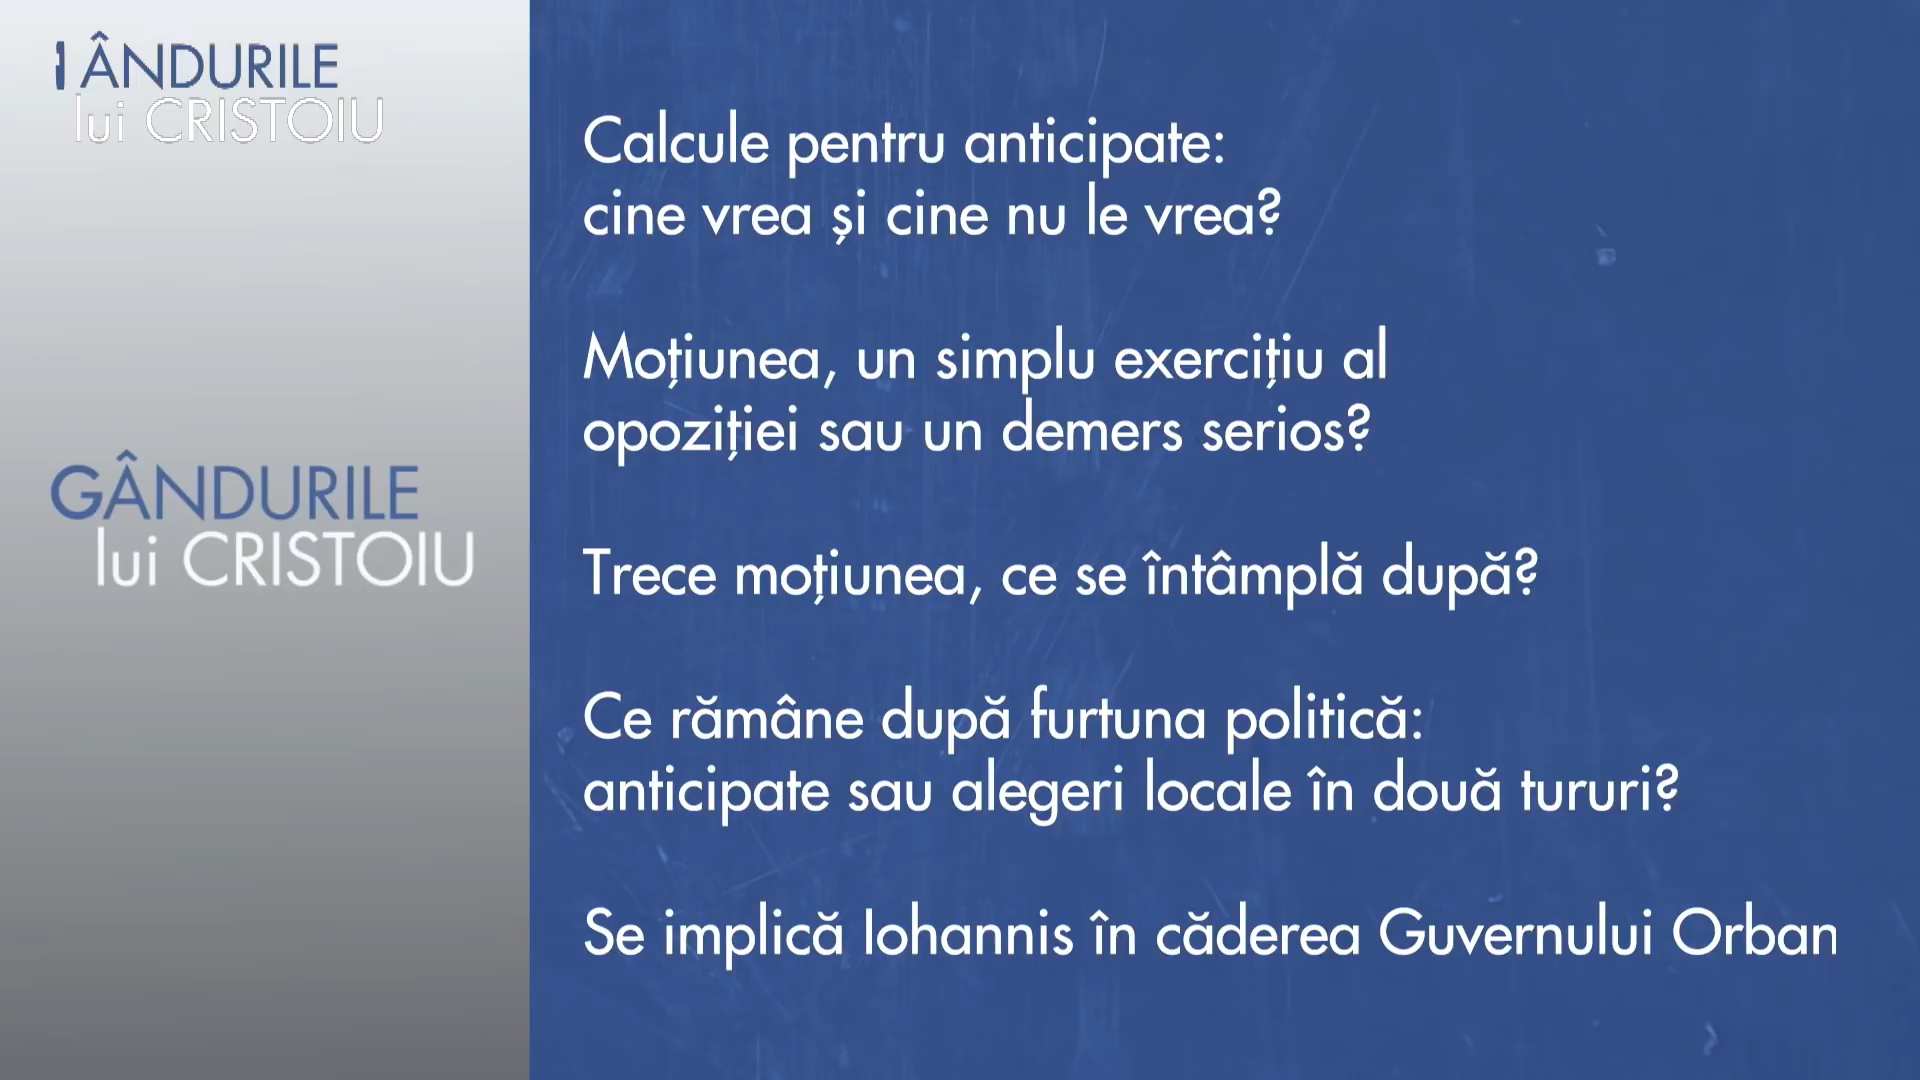 ÂNDURILE
lui CRISTOIU
GÂNDURILE
lui CRISTOIU
Calcule pentru anticipate:
cine vrea și cine nu le vrea?
Moțiunea, un simplu exercițiu al
opoziției sau un demers serios?
Trece moțiunea, ce se întâmplă după?
Ce rămâne după furtuna politică:
anticipate sau alegeri locale în două tururi?
Se implică Iohannis în căderea Guvernului Orban